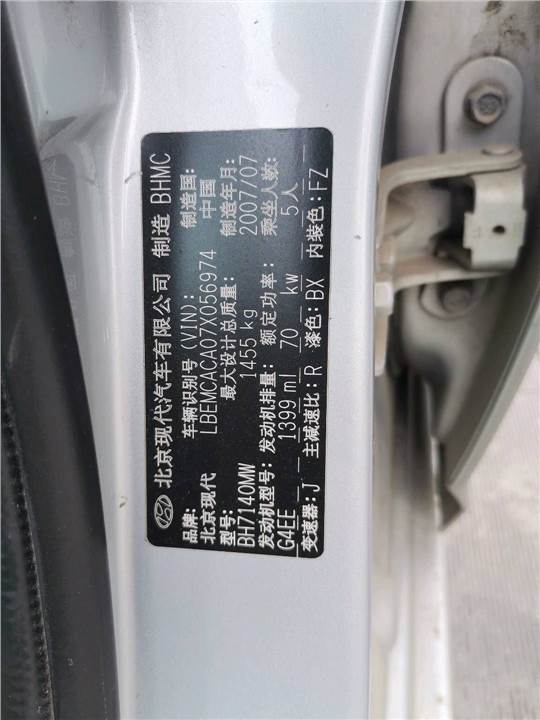 北京现代汽车有限公司 制造 BHMC
品牌: 车辆识别号 (VIN): 制造国:
北京现代 LBEMCACA07X056974 中国
型号: 最大设计总质量: 制造年月:
BH7140MW 1455 kg 2007/07
发动机型号: 发动机排量: 额定功率: 乘坐人数:
G4EE 1399 ml 70 kw 5人
变速器: J 主减速比: R 漆色: BX 内装色: FZ